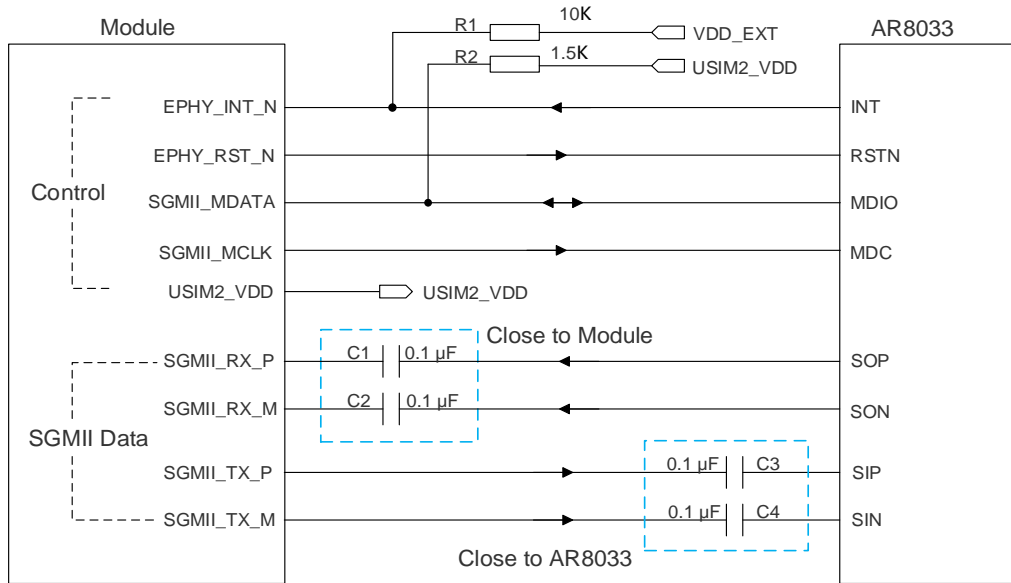 Module R1 10K VDD_EXT AR8033
R2 1.5K USIM2_VDD
EPHY_INT_N INT
EPHY_RST_N RSTN
Control
SGMII_MDATA MDIO
SGMII_MCLK MDC
USIM2_VDD USIM2_VDD
Close to Module
SGMII_RX_P C1 0.1 µF SOP
SGMII_RX_M C2 0.1 µF SON
SGMII Data
SGMII_TX_P 0.1 µF C3 SIP
SGMII_TX_M 0.1 µF C4 SIN
Close to AR8033